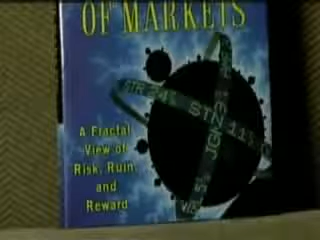 OF MARKETS
A Fractal
View of
Risk, Ruin,
and
Reward